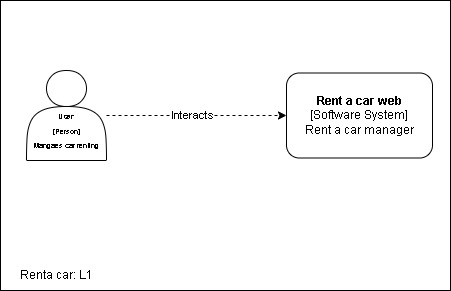 User
[Person]
Mangaes car renting
Interacts
Rent a car web
[Software System]
Rent a car manager
Renta car: L1